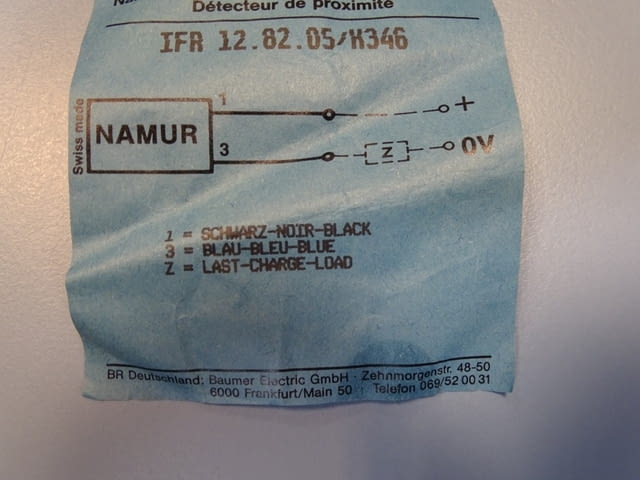 Détecteur de proximité
IFR 12.82.05/K346
Swiss made
NAMUR
1
+
3
Z
0V
1 = SCHWARZ-NOIR-BLACK
3 = BLAU-BLEU-BLUE
Z = LAST-CHARGE-LOAD
BR Deutschland: Baumer Electric GmbH · Zehnmorgenstr. 48-50
6000 Frankfurt/Main 50 · Telefon 069/52 00 31